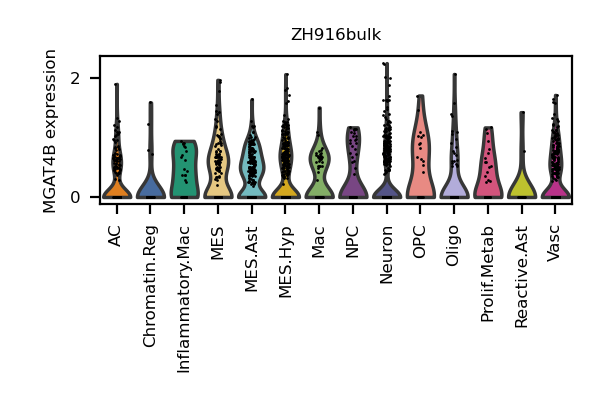 ZH916bulk
MGAT4B expression
2
0
AC
Chromatin.Reg
Inflammatory.Mac
MES
MES.Ast
MES.Hyp
Mac
NPC
Neuron
OPC
Oligo
Prolif.Metab
Reactive.Ast
Vasc